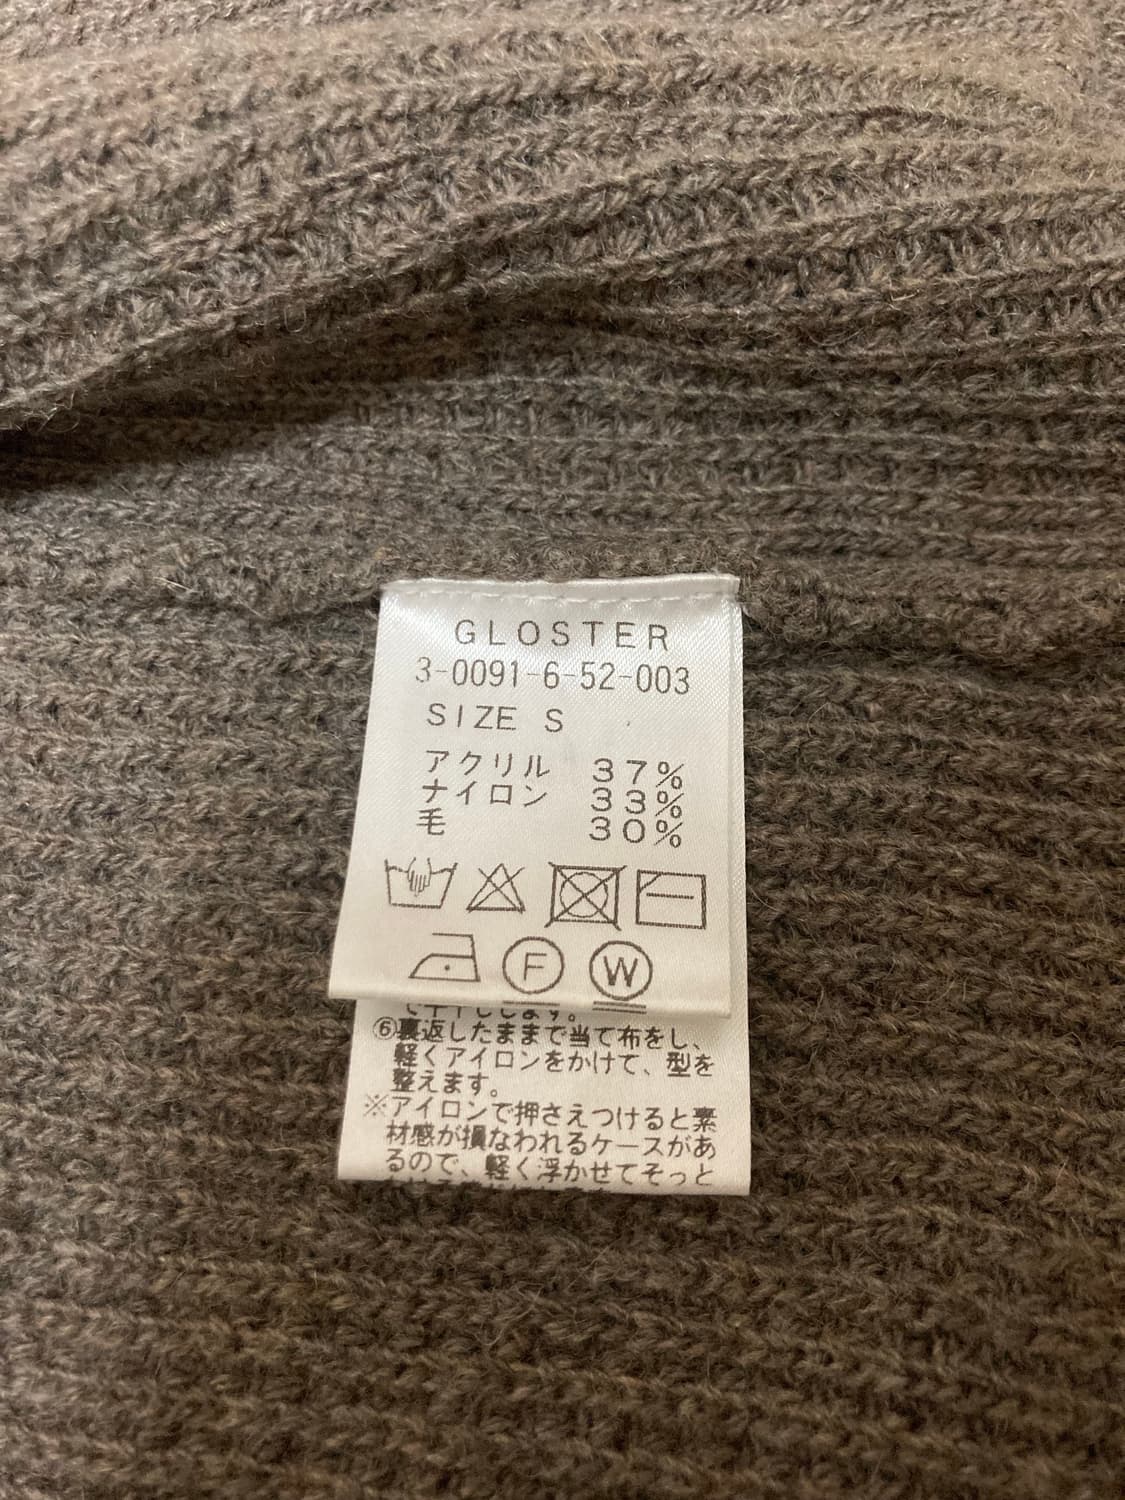 GLOSTER
3-0091-6-52-003
SIZE S
アクリル 37%
ナイロン 33%
毛 30%
F
W
⑥裏返したままで当て布をし、
軽くアイロンをかけて、型を
整えます。
※アイロンで押さえつけると素
材感が損なわれるケースがあ
るので、軽く浮かせてそっと